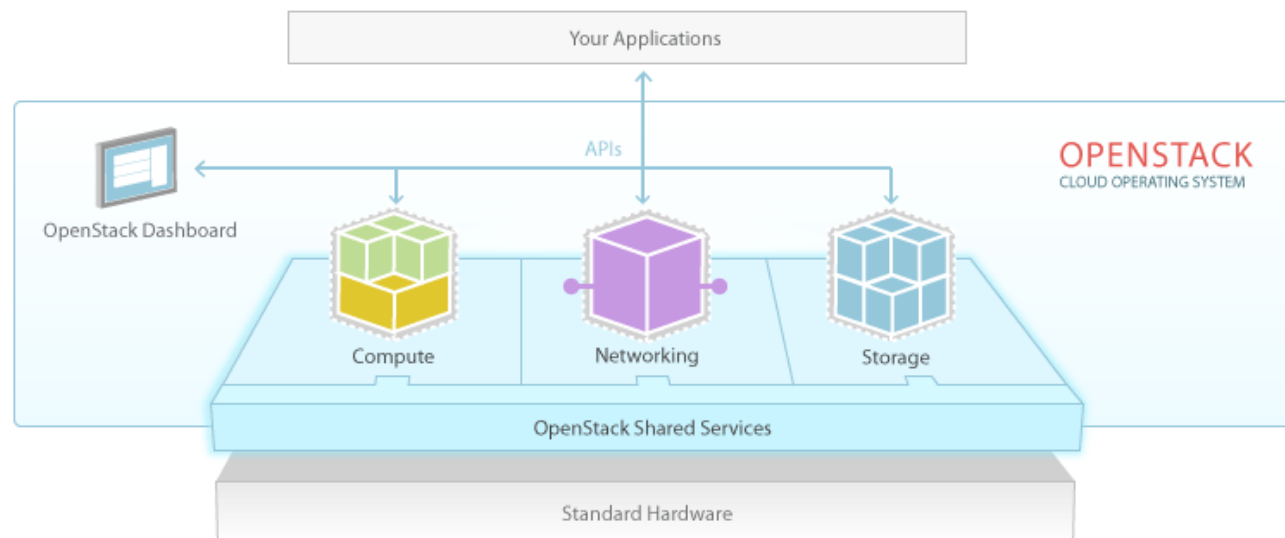 Your Applications
APIs
OPENSTACK
CLOUD OPERATING SYSTEM
OpenStack Dashboard
Compute
Networking
Storage
OpenStack Shared Services
Standard Hardware